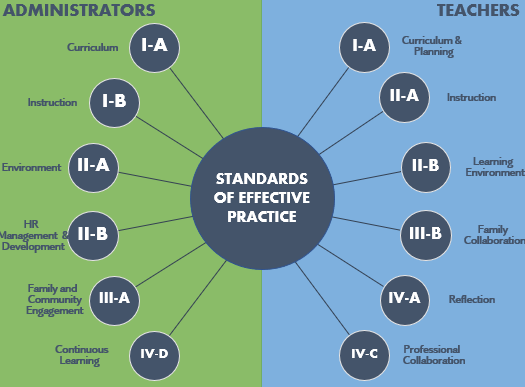 ADMINISTRATORS
TEACHERS
Curriculum
I-A
Instruction
I-B
Environment
II-A
HR
Management &
Development
II-B
Family and
Community
Engagement
III-A
Continuous
Learning
IV-D
STANDARDS
OF EFFECTIVE
PRACTICE
I-A
Curriculum &
Planning
II-A
Instruction
II-B
Learning
Environment
III-B
Family
Collaboration
IV-A
Reflection
IV-C
Professional
Collaboration